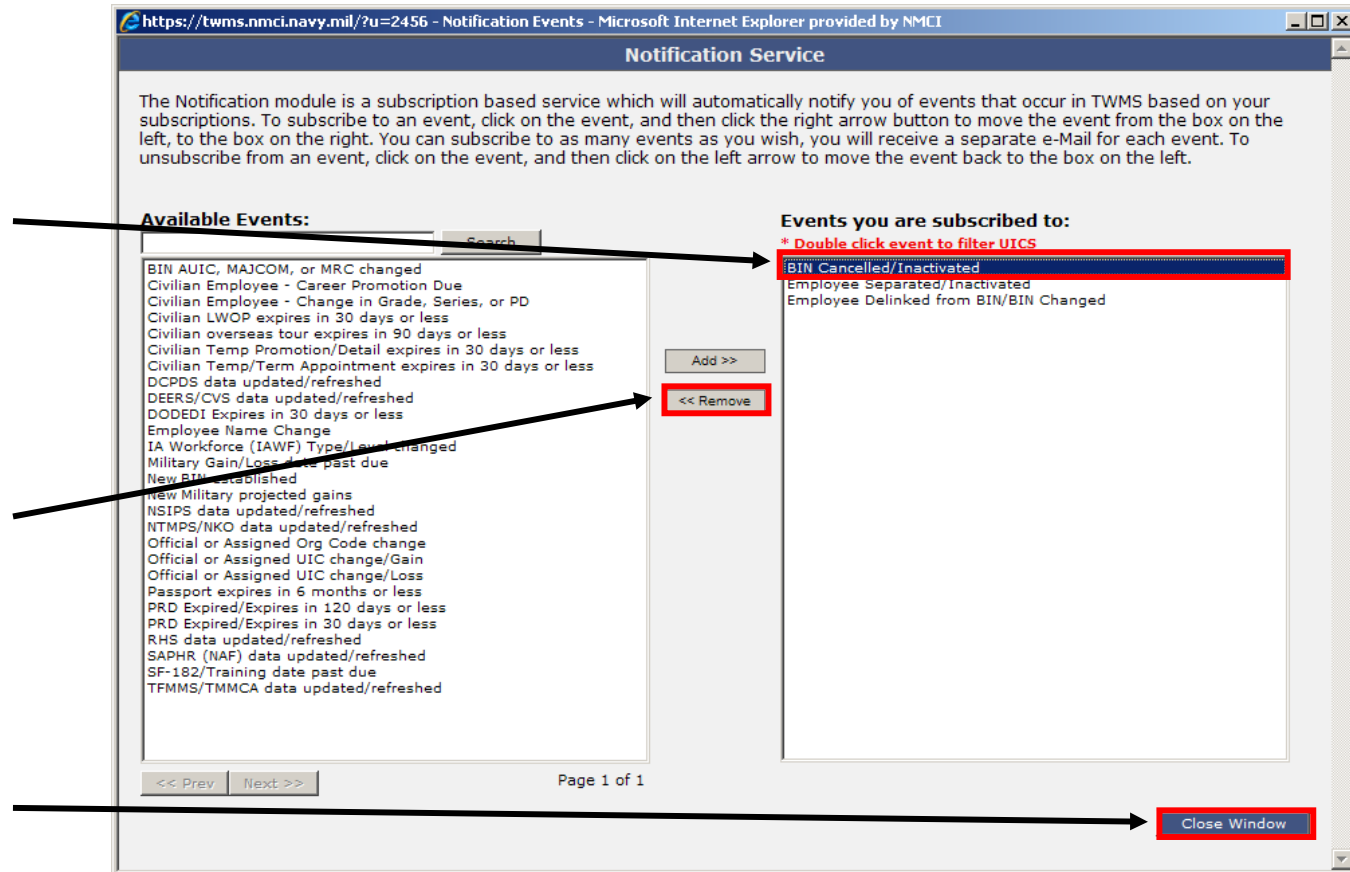 https://twms.nmci.navy.mil/?u=2456 - Notification Events - Microsoft Internet Explorer provided by NMCI
Notification Service
The Notification module is a subscription based service which will automatically notify you of events that occur in TWMS based on your
subscriptions. To subscribe to an event, click on the event, and then click the right arrow button to move the event from the box on the
left, to the box on the right. You can subscribe to as many events as you wish, you will receive a separate e-Mail for each event. To
unsubscribe from an event, click on the event, and then click on the left arrow to move the event back to the box on the left.
Available Events:
Search
BIN AUIC, MAJCOM, or MRC changed
Civilian Employee - Career Promotion Due
Civilian Employee - Change in Grade, Series, or PD
Civilian LWOP expires in 30 days or less
Civilian overseas tour expires in 90 days or less
Civilian Temp Promotion/Detail expires in 30 days or less
Civilian Temp/Term Appointment expires in 30 days or less
DCPDS data updated/refreshed
DEERS/CVS data updated/refreshed
DODEDI Expires in 30 days or less
Employee Name Change
IA Workforce (IAWF) Type/Level changed
Military Gain/Loss date past due
New BIN established
New Military projected gains
NSIPS data updated/refreshed
NTMPS/NKO data updated/refreshed
Official or Assigned Org Code change
Official or Assigned UIC change/Gain
Official or Assigned UIC change/Loss
Passport expires in 6 months or less
PRD Expired/Expires in 120 days or less
PRD Expired/Expires in 30 days or less
RHS data updated/refreshed
SAPHR (NAF) data updated/refreshed
SF-182/Training date past due
TFMMS/TMMCA data updated/refreshed
<< Prev
Next >>
Page 1 of 1
Add >>
<< Remove
Events you are subscribed to:
* Double click event to filter UICS
BIN Cancelled/Inactivated
Employee Separated/Inactivated
Employee Delinked from BIN/BIN Changed
Close Window